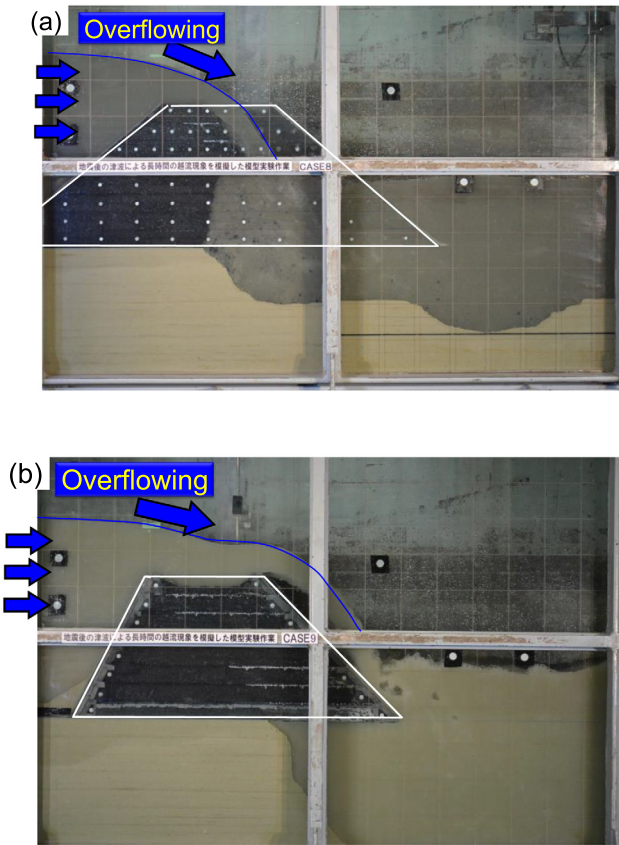 (a)
Overflowing
地震後の津波による長時間の越流現象を模擬した模型実験作業 CASE8
(b)
Overflowing
地震後の津波による長時間の越流現象を模擬した模型実験作業 CASE9